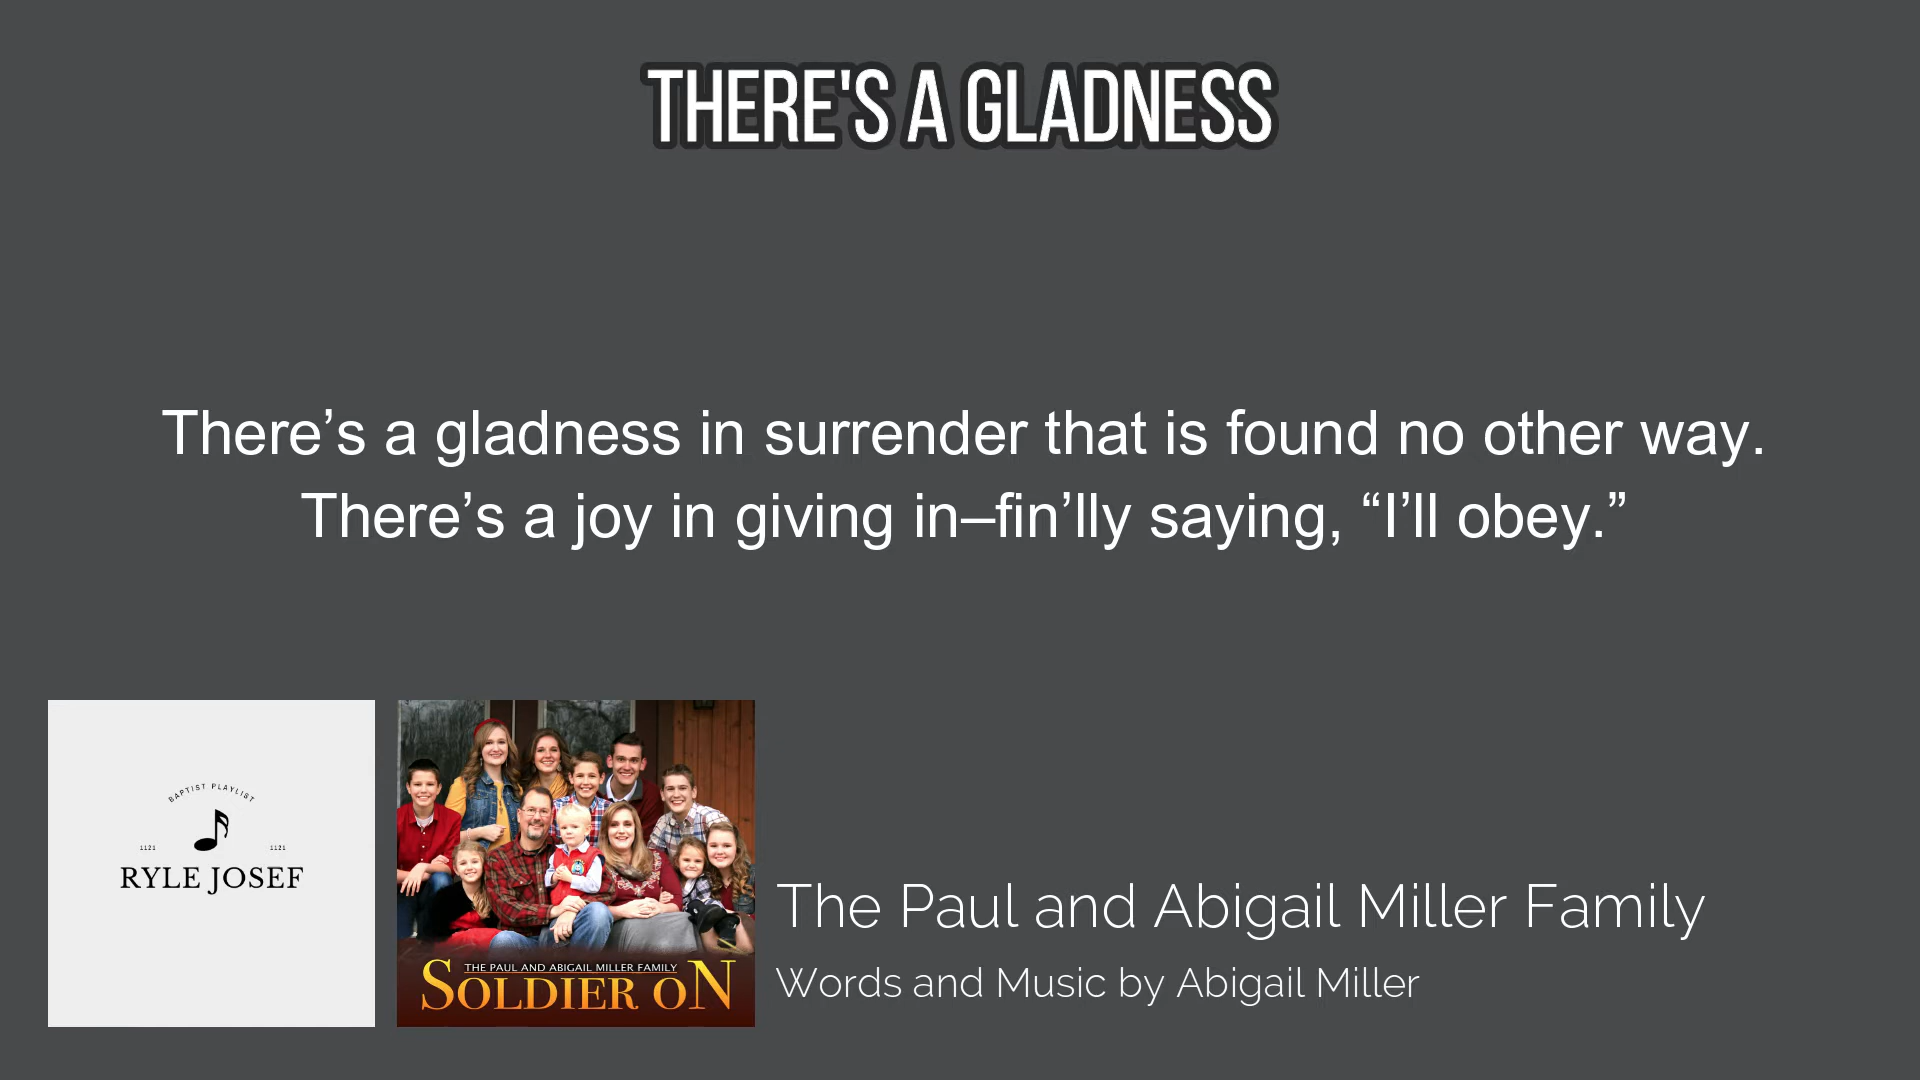 THERE'S A GLADNESS
There’s a gladness in surrender that is found no other way.
There’s a joy in giving in–fin’lly saying, “I’ll obey.”
BAPTIST PLAYLIST
1121 1121
RYLE JOSEF
THE PAUL AND ABIGAIL MILLER FAMILY
SOLDIER ON
The Paul and Abigail Miller Family
Words and Music by Abigail Miller